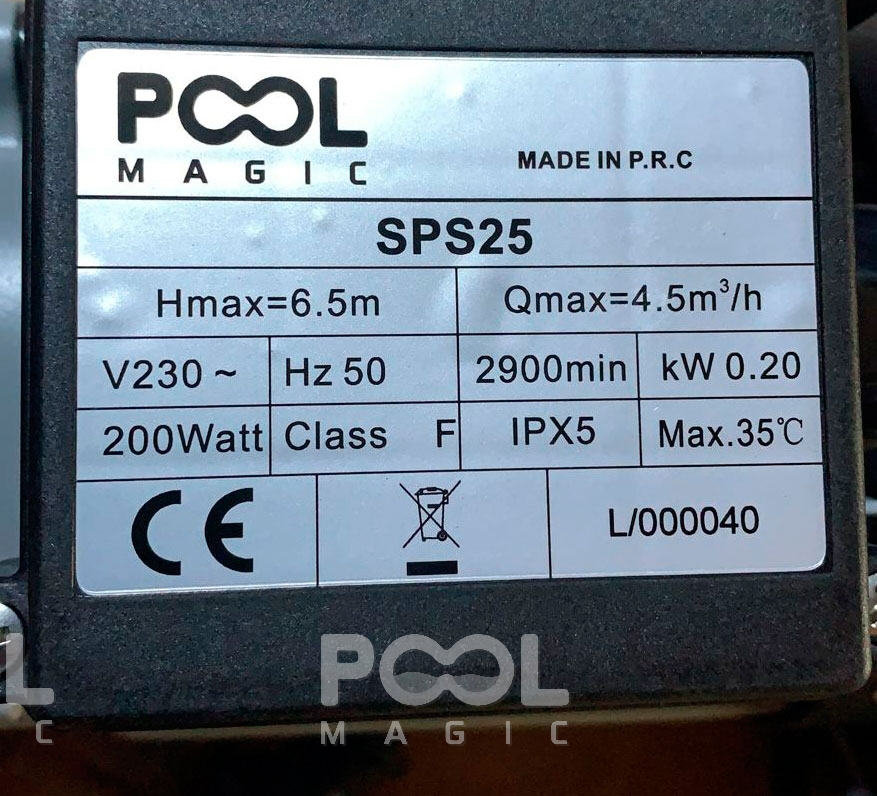 POOL
MAGIC
MADE IN P.R.C
SPS25
Hmax=6.5m
Qmax=4.5m³/h
V230 ~
Hz 50
2900min
kW 0.20
200Watt
Class F
IPX5
Max.35℃
CE
L/000040
L
C
POOL
MAGIC